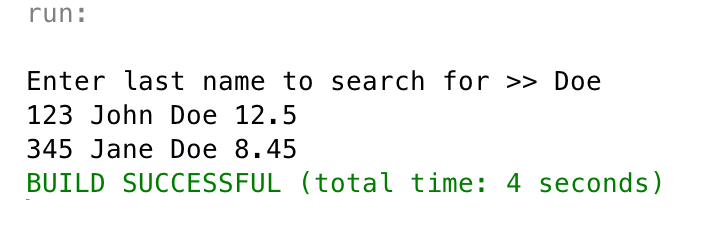 run:
Enter last name to search for >> Doe
123 John Doe 12.5
345 Jane Doe 8.45
BUILD SUCCESSFUL (total time: 4 seconds)